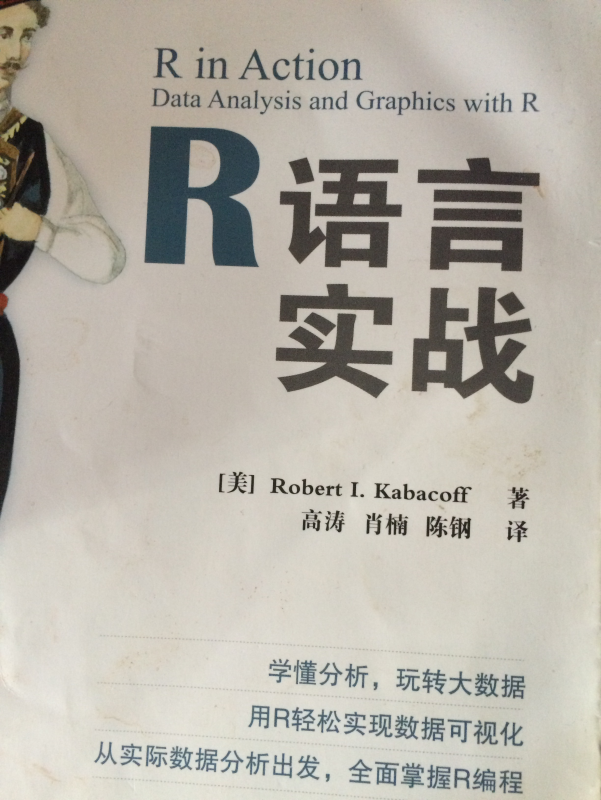 R in Action
Data Analysis and Graphics with R
R语言
实战
[美] Robert I. Kabacoff 著
高涛 肖楠 陈钢 译
学懂分析，玩转大数据
用R轻松实现数据可视化
从实际数据分析出发，全面掌握R编程